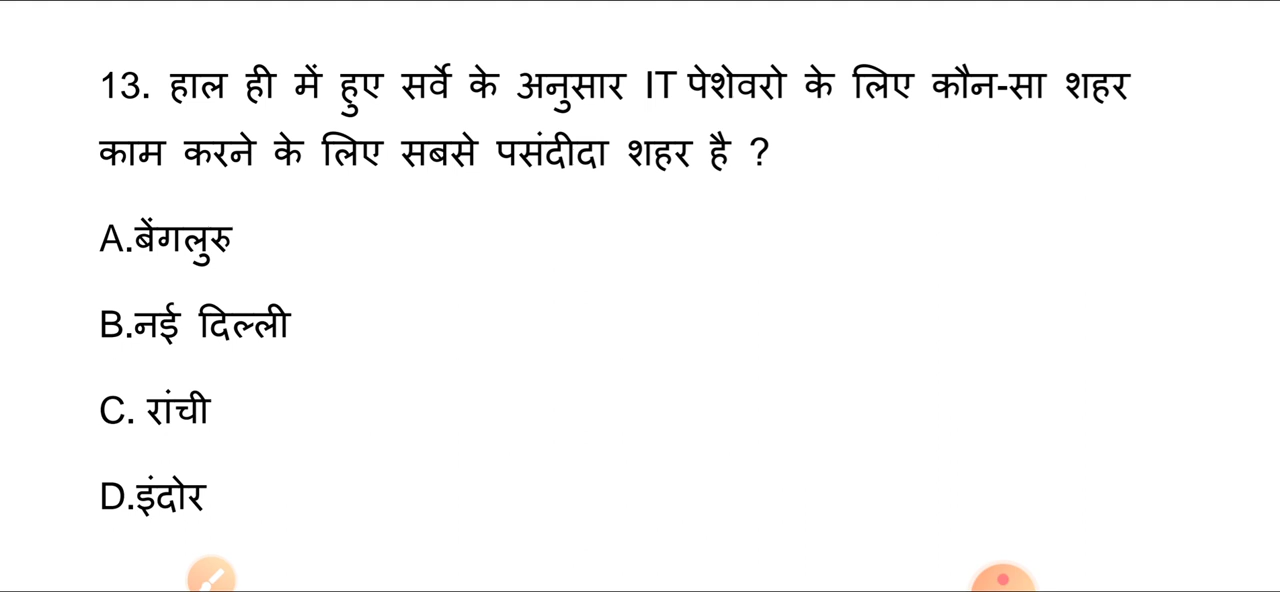 13. हाल ही में हुए सर्वे के अनुसार IT पेशेवरो के लिए कौन-सा शहर
काम करने के लिए सबसे पसंदीदा शहर है ?
A.बेंगलुरु
B.नई दिल्ली
C. रांची
D.इंदोर